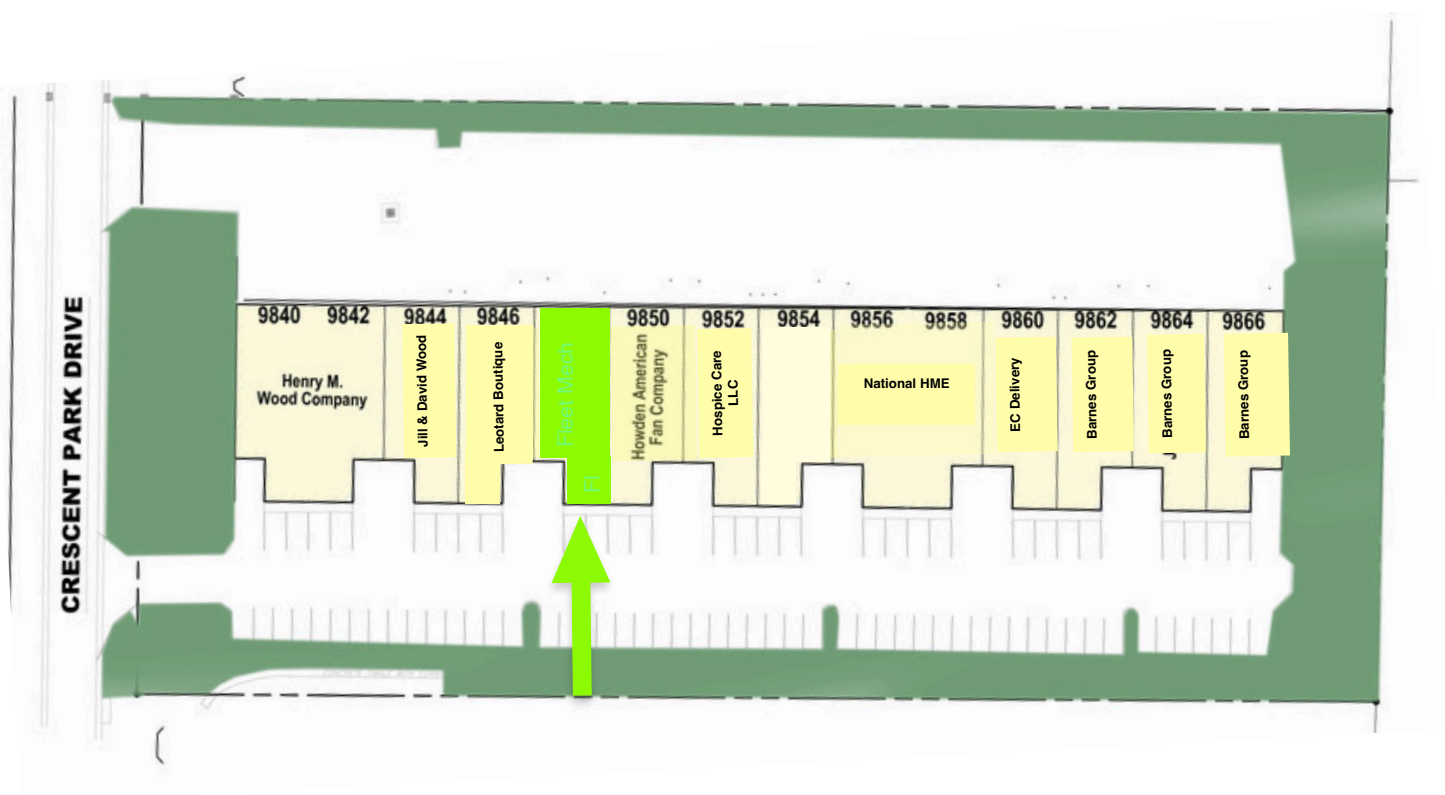 CRESCENT PARK DRIVE
9840 9842 9844 9846 9850 9852 9854 9856 9858 9860 9862 9864 9866
Henry M.
Wood Company
Jill & David Wood
Leotard Boutique
Fleet Mech
Fl
Howden American
Fan Company
Hospice Care
LLC
National HME
EC Delivery
Barnes Group
Barnes Group
Barnes Group